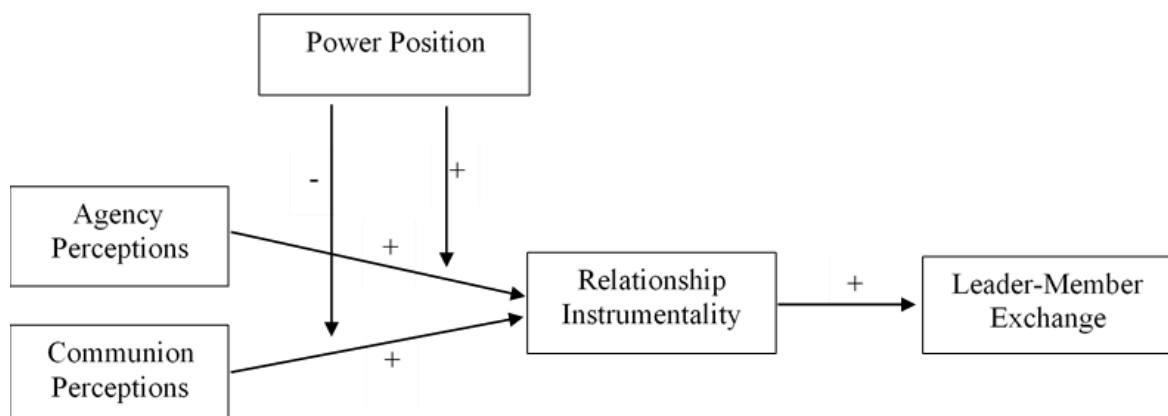 Power Position
-
+
Agency
Perceptions
+
Relationship
Instrumentality
+
Leader-Member
Exchange
Communion
Perceptions
+